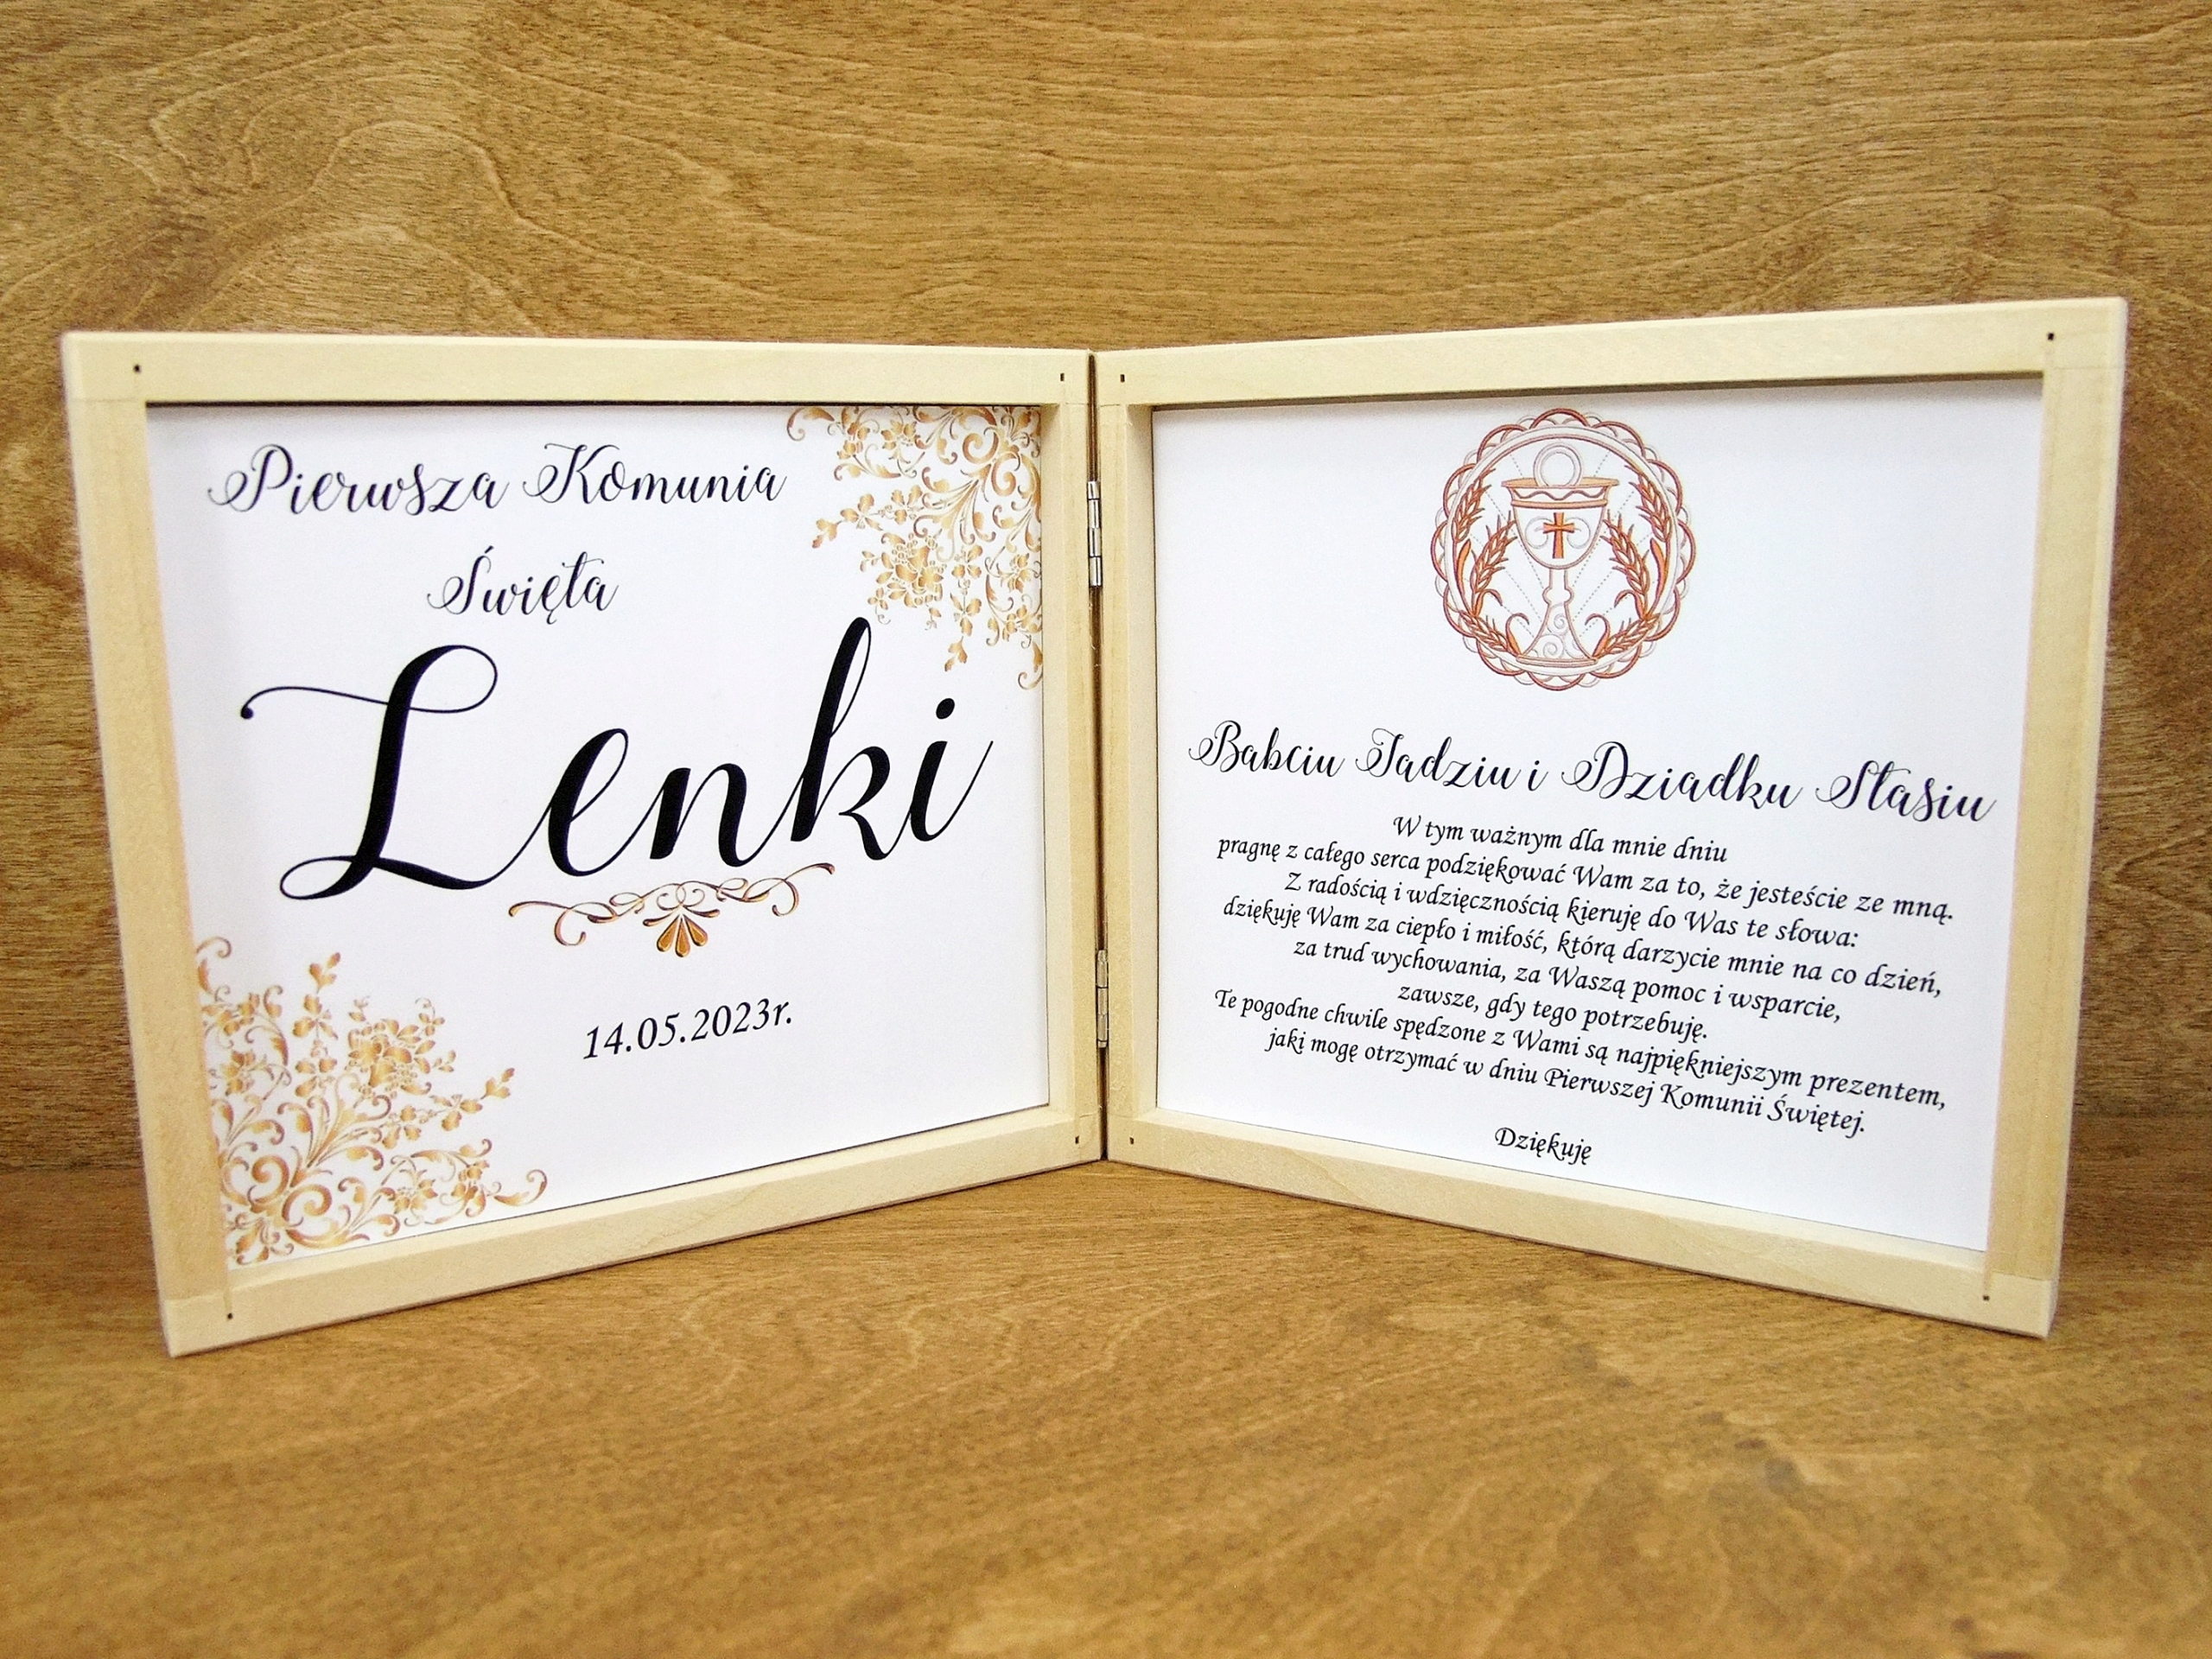 Pierwsza Komunia
Święta
Lenki
14.05.2023r.
Babciu Jadziu i Dziadku Stasiu
W tym ważnym dla mnie dniu
pragnę z całego serca podziękować Wam za to, że jesteście ze mną.
Z radością i wdzięcznością kieruję do Was te słowa:
dziękuję Wam za ciepło i miłość, którą darzycie mnie na co dzień,
za trud wychowania, za Waszą pomoc i wsparcie,
zawsze, gdy tego potrzebuję.
Te pogodne chwile spędzone z Wami są najpiękniejszym prezentem,
jaki mogę otrzymać w dniu Pierwszej Komunii Świętej.
Dziękuję